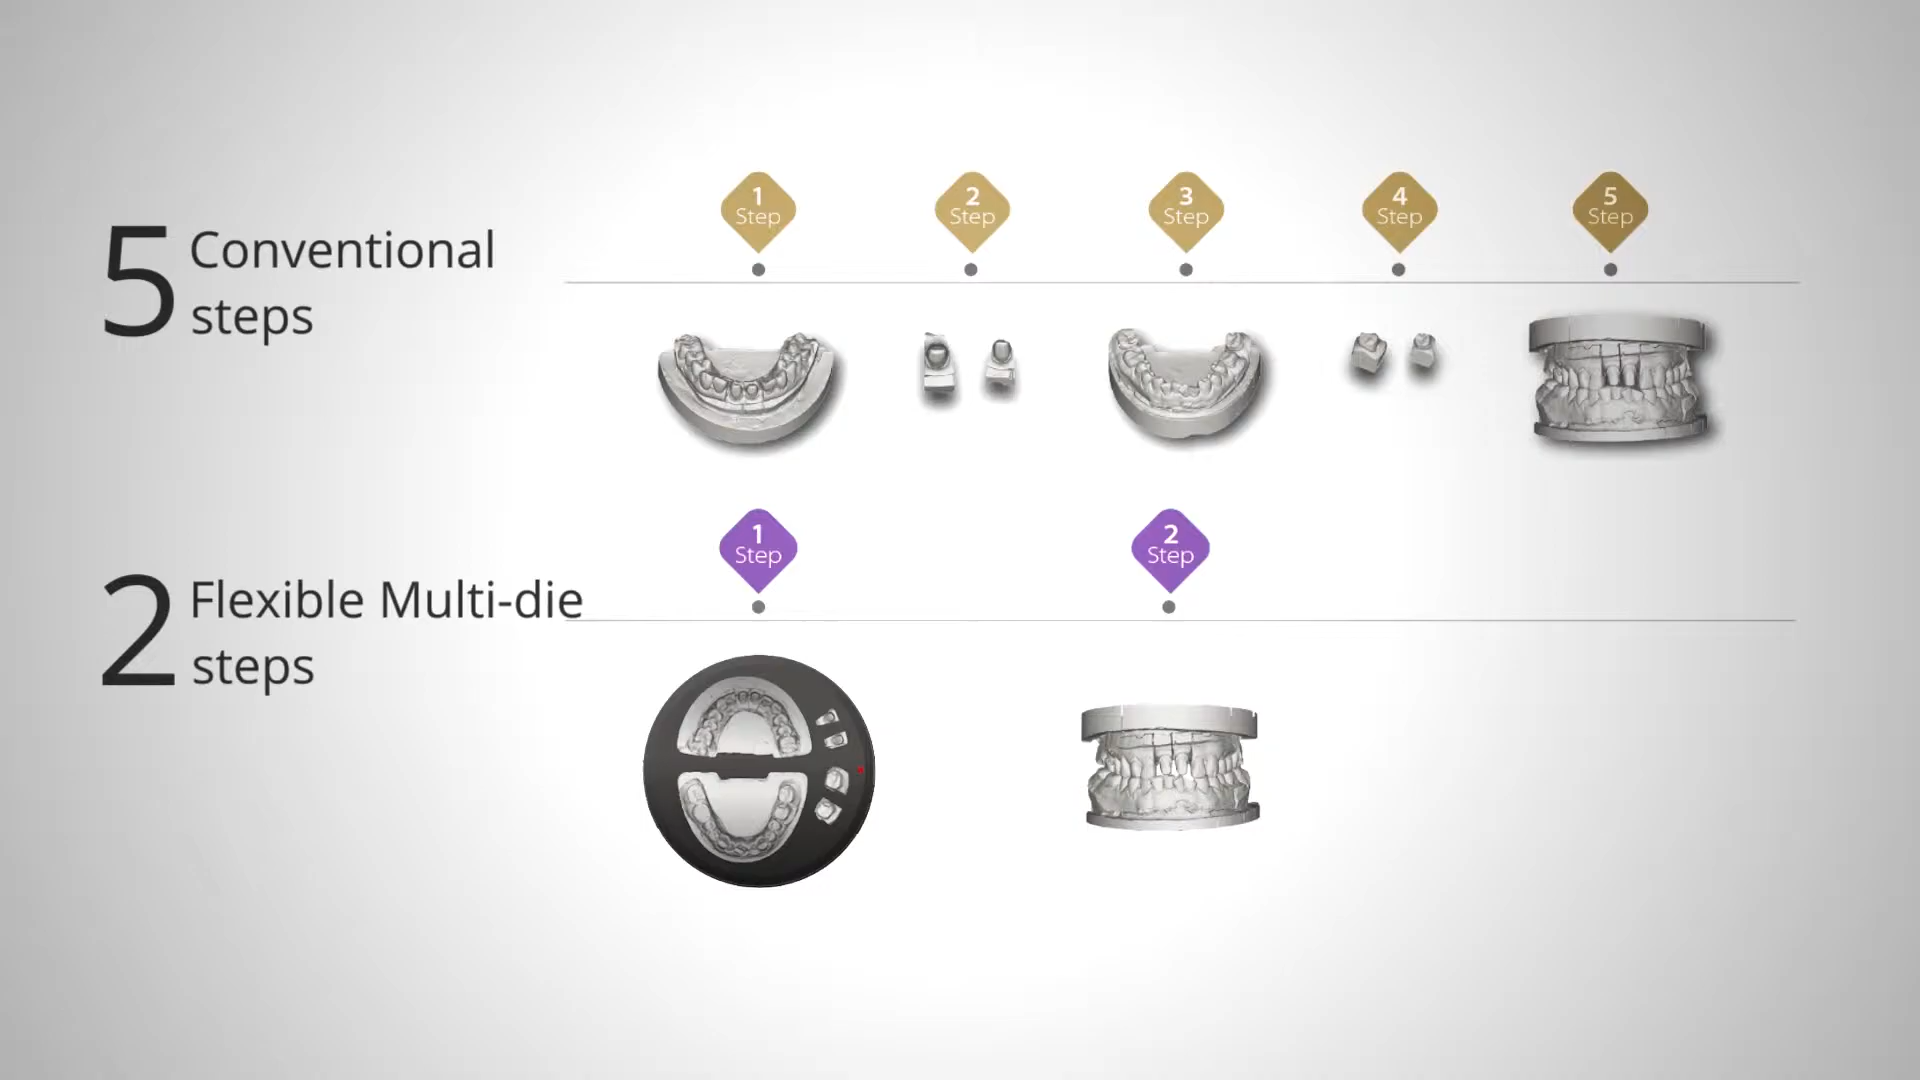 1
Step
2
Step
3
Step
4
Step
5
Step
5 Conventional
steps
1
Step
2
Step
2 Flexible Multi-die
steps